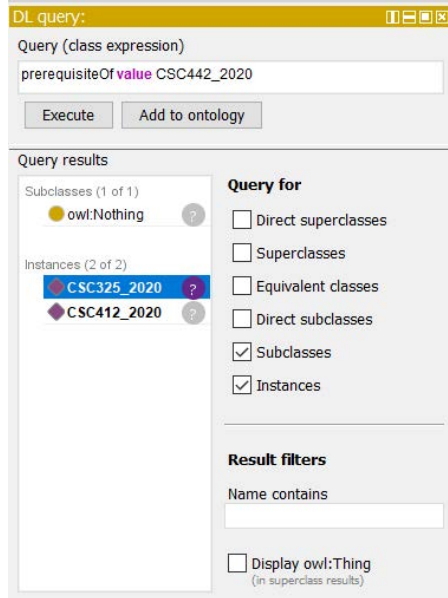 DL query:
Query (class expression)
prerequisiteOf value CSC442_2020
Execute
Add to ontology
Query results
Subclasses (1 of 1)
owl:Nothing
?
Instances (2 of 2)
CSC325_2020
?
CSC412_2020
?
Query for
Direct superclasses
Superclasses
Equivalent classes
Direct subclasses
Subclasses
Instances
Result filters
Name contains
Display owl:Thing
(in superclass results)